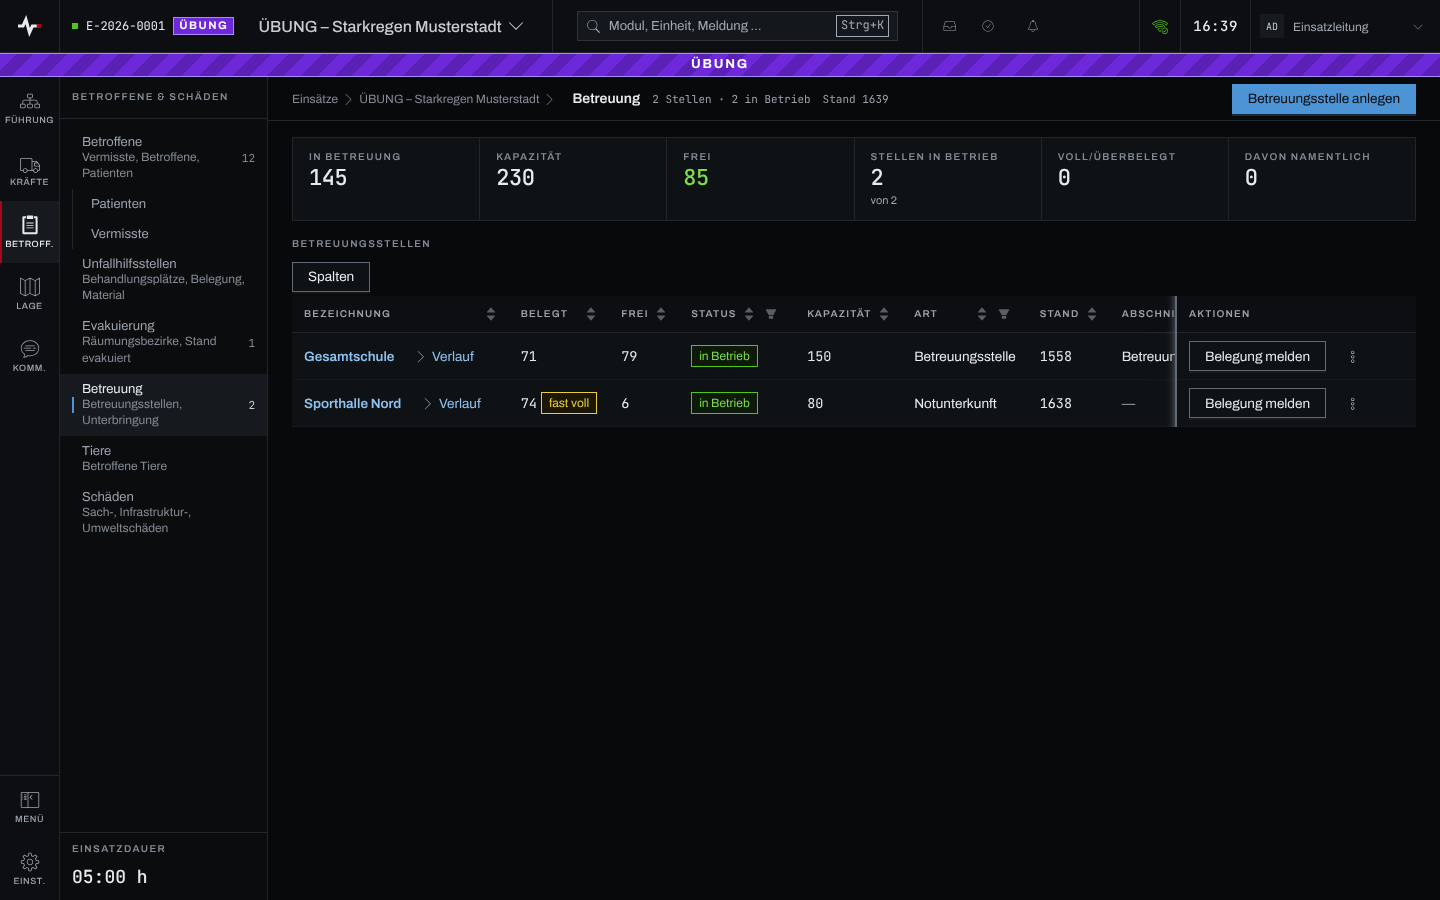 E-2026-0001 ÜBUNG ÜBUNG – Starkregen Musterstadt Modul, Einheit, Meldung ... Strg+K 16:39 AD Einsatzleitung
ÜBUNG
FÜHRUNG
KRÄFTE
BETROFF.
LAGE
KOMM.
MENÜ
EINST.
BETROFFENE & SCHÄDEN
Betroffene
Vermisste, Betroffene, 12
Patienten
Patienten
Vermisste
Unfallhilfsstellen
Behandlungsplätze, Belegung,
Material
Evakuierung
Räumungsbezirke, Stand 1
evakuiert
Betreuung
Betreuungsstellen, 2
Unterbringung
Tiere
Betroffene Tiere
Schäden
Sach-, Infrastruktur-,
Umweltschäden
EINSATZDAUER
05:00 h
Einsätze ÜBUNG – Starkregen Musterstadt Betreuung 2 Stellen · 2 in Betrieb Stand 1639 Betreuungsstelle anlegen
IN BETREUUNG KAPAZITÄT FREI STELLEN IN BETRIEB VOLL/ÜBERBELEGT DAVON NAMENTLICH
145 230 85 2 0 0
von 2
BETREUUNGSSTELLEN
Spalten
BEZEICHNUNG BELEGT FREI STATUS KAPAZITÄT ART STAND ABSCHNI AKTIONEN
Gesamtschule Verlauf 71 79 in Betrieb 150 Betreuungsstelle 1558 Betreuun Belegung melden
Sporthalle Nord Verlauf 74 fast voll 6 in Betrieb 80 Notunterkunft 1638 — Belegung melden